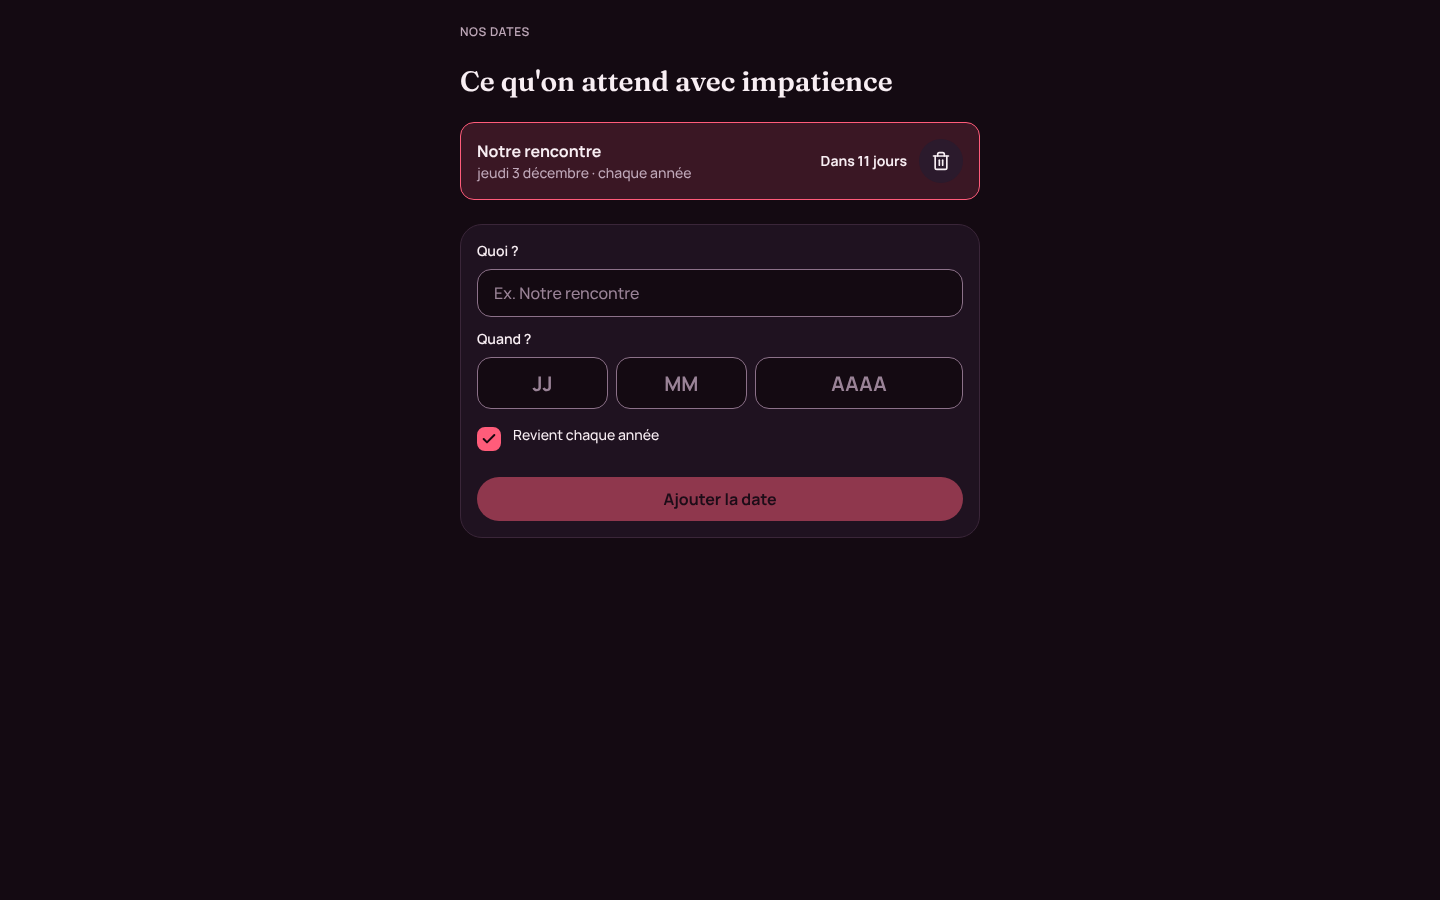 NOS DATES
Ce qu'on attend avec impatience
Notre rencontre
jeudi 3 décembre · chaque année
Dans 11 jours
Quoi ?
Ex. Notre rencontre
Quand ?
JJ MM AAAA
Revient chaque année
Ajouter la date